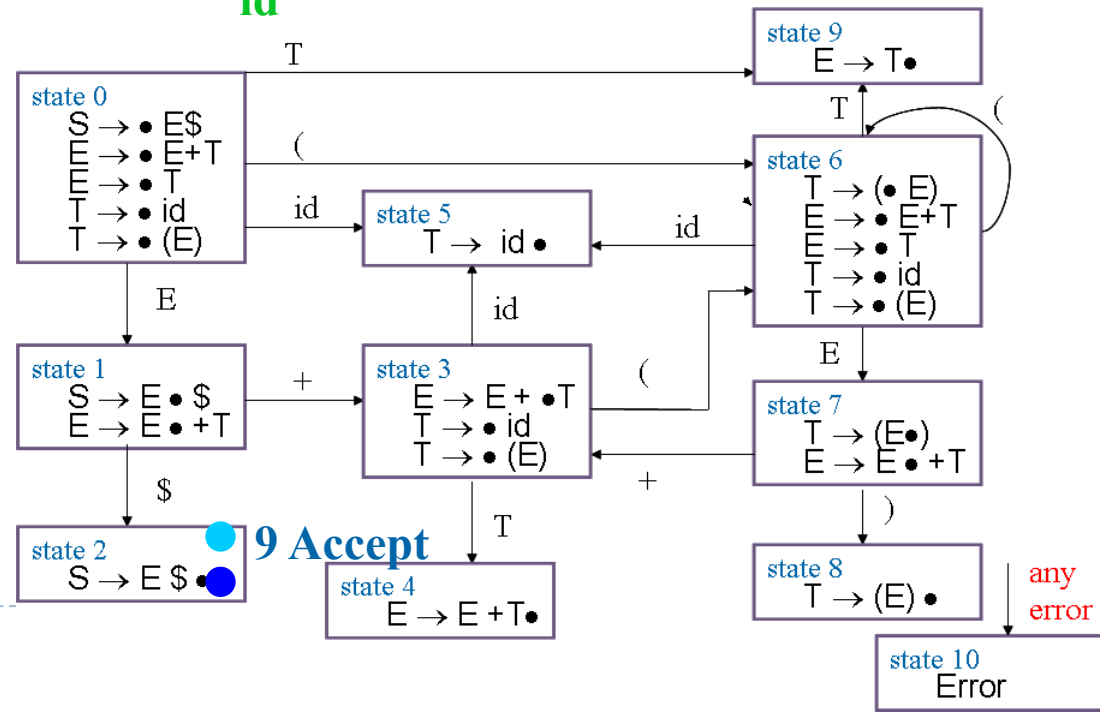 id
T
state 9
E → T●
state 0
S → ● E$
E → ● E+T
E → ● T
T → ● id
T → ● (E)
(
id
T
(
state 6
T → (● E)
E → ● E+T
E → ● T
T → ● id
T → ● (E)
state 5
T → id ●
id
E
id
state 1
S → E ● $
E → E ● +T
+
state 3
E → E + ●T
T → ● id
T → ● (E)
(
E
state 7
T → (E●)
E → E ● +T
+
$
T
)
state 2
S → E $ ●
9 Accept
state 4
E → E +T●
state 8
T → (E) ●
any
error
state 10
Error